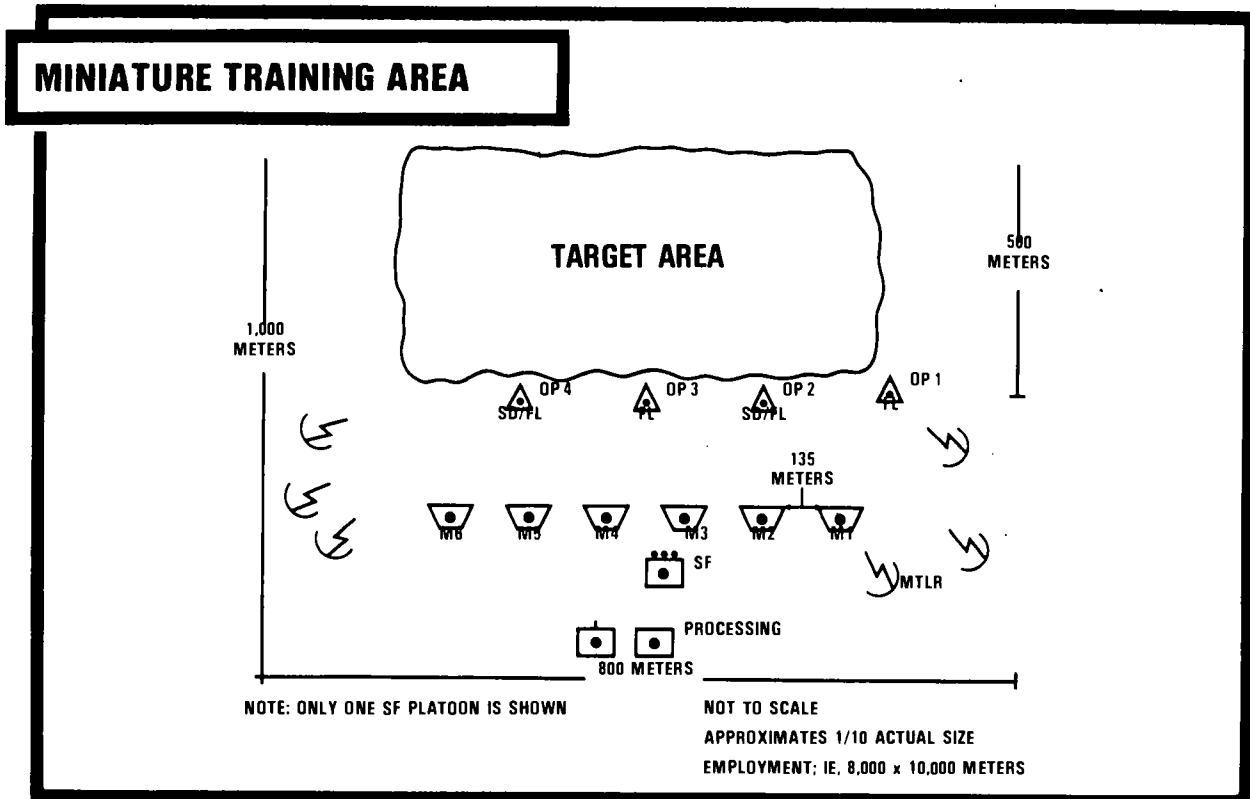 MINIATURE TRAINING AREA
TARGET AREA
500
METERS
1,000
METERS
OP 4
SD/FL
OP 3
FL
OP 2
SD/FL
OP 1
FL
135
METERS
M6
M5
M4
M3
M2
M1
SF
MTLR
PROCESSING
800 METERS
NOTE: ONLY ONE SF PLATOON IS SHOWN
NOT TO SCALE
APPROXIMATES 1/10 ACTUAL SIZE
EMPLOYMENT; IE, 8,000 x 10,000 METERS